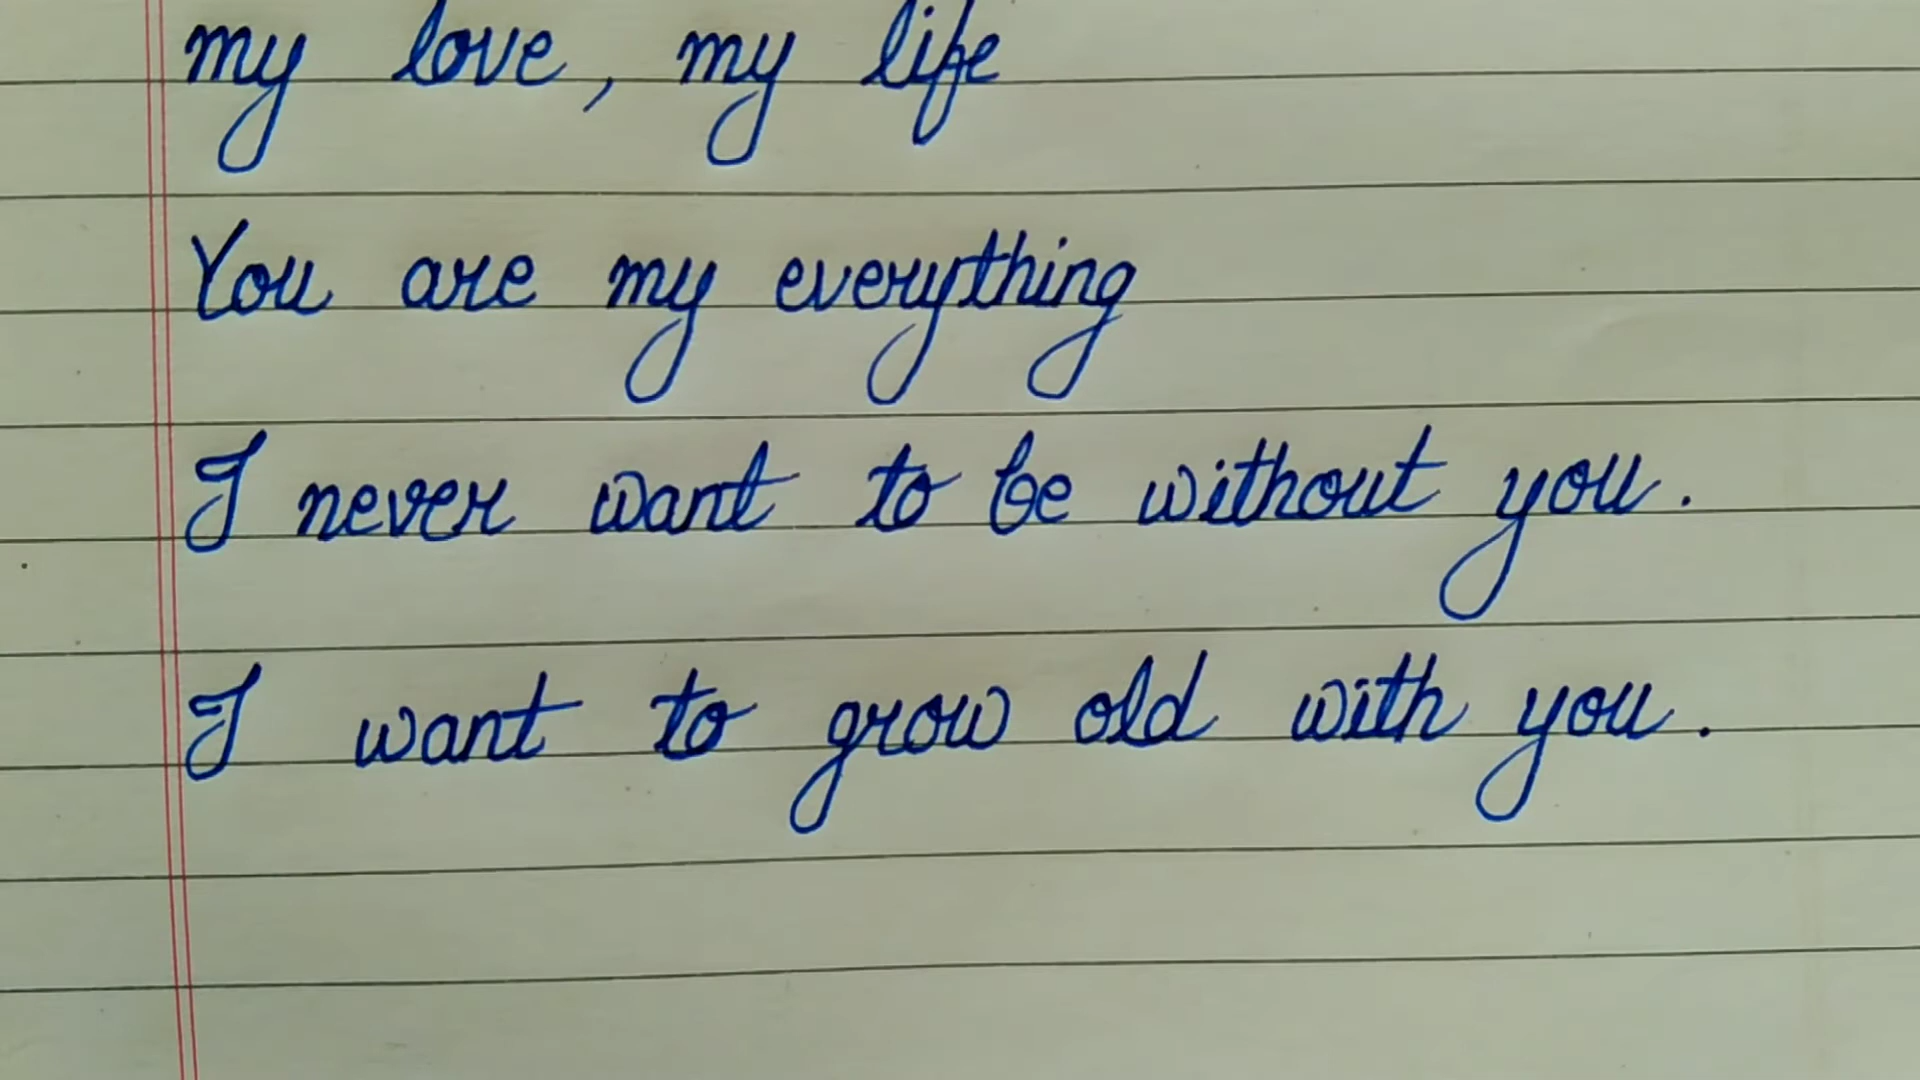 my love, my life
You are my everything
I never want to be without you.
I want to grow old with you.